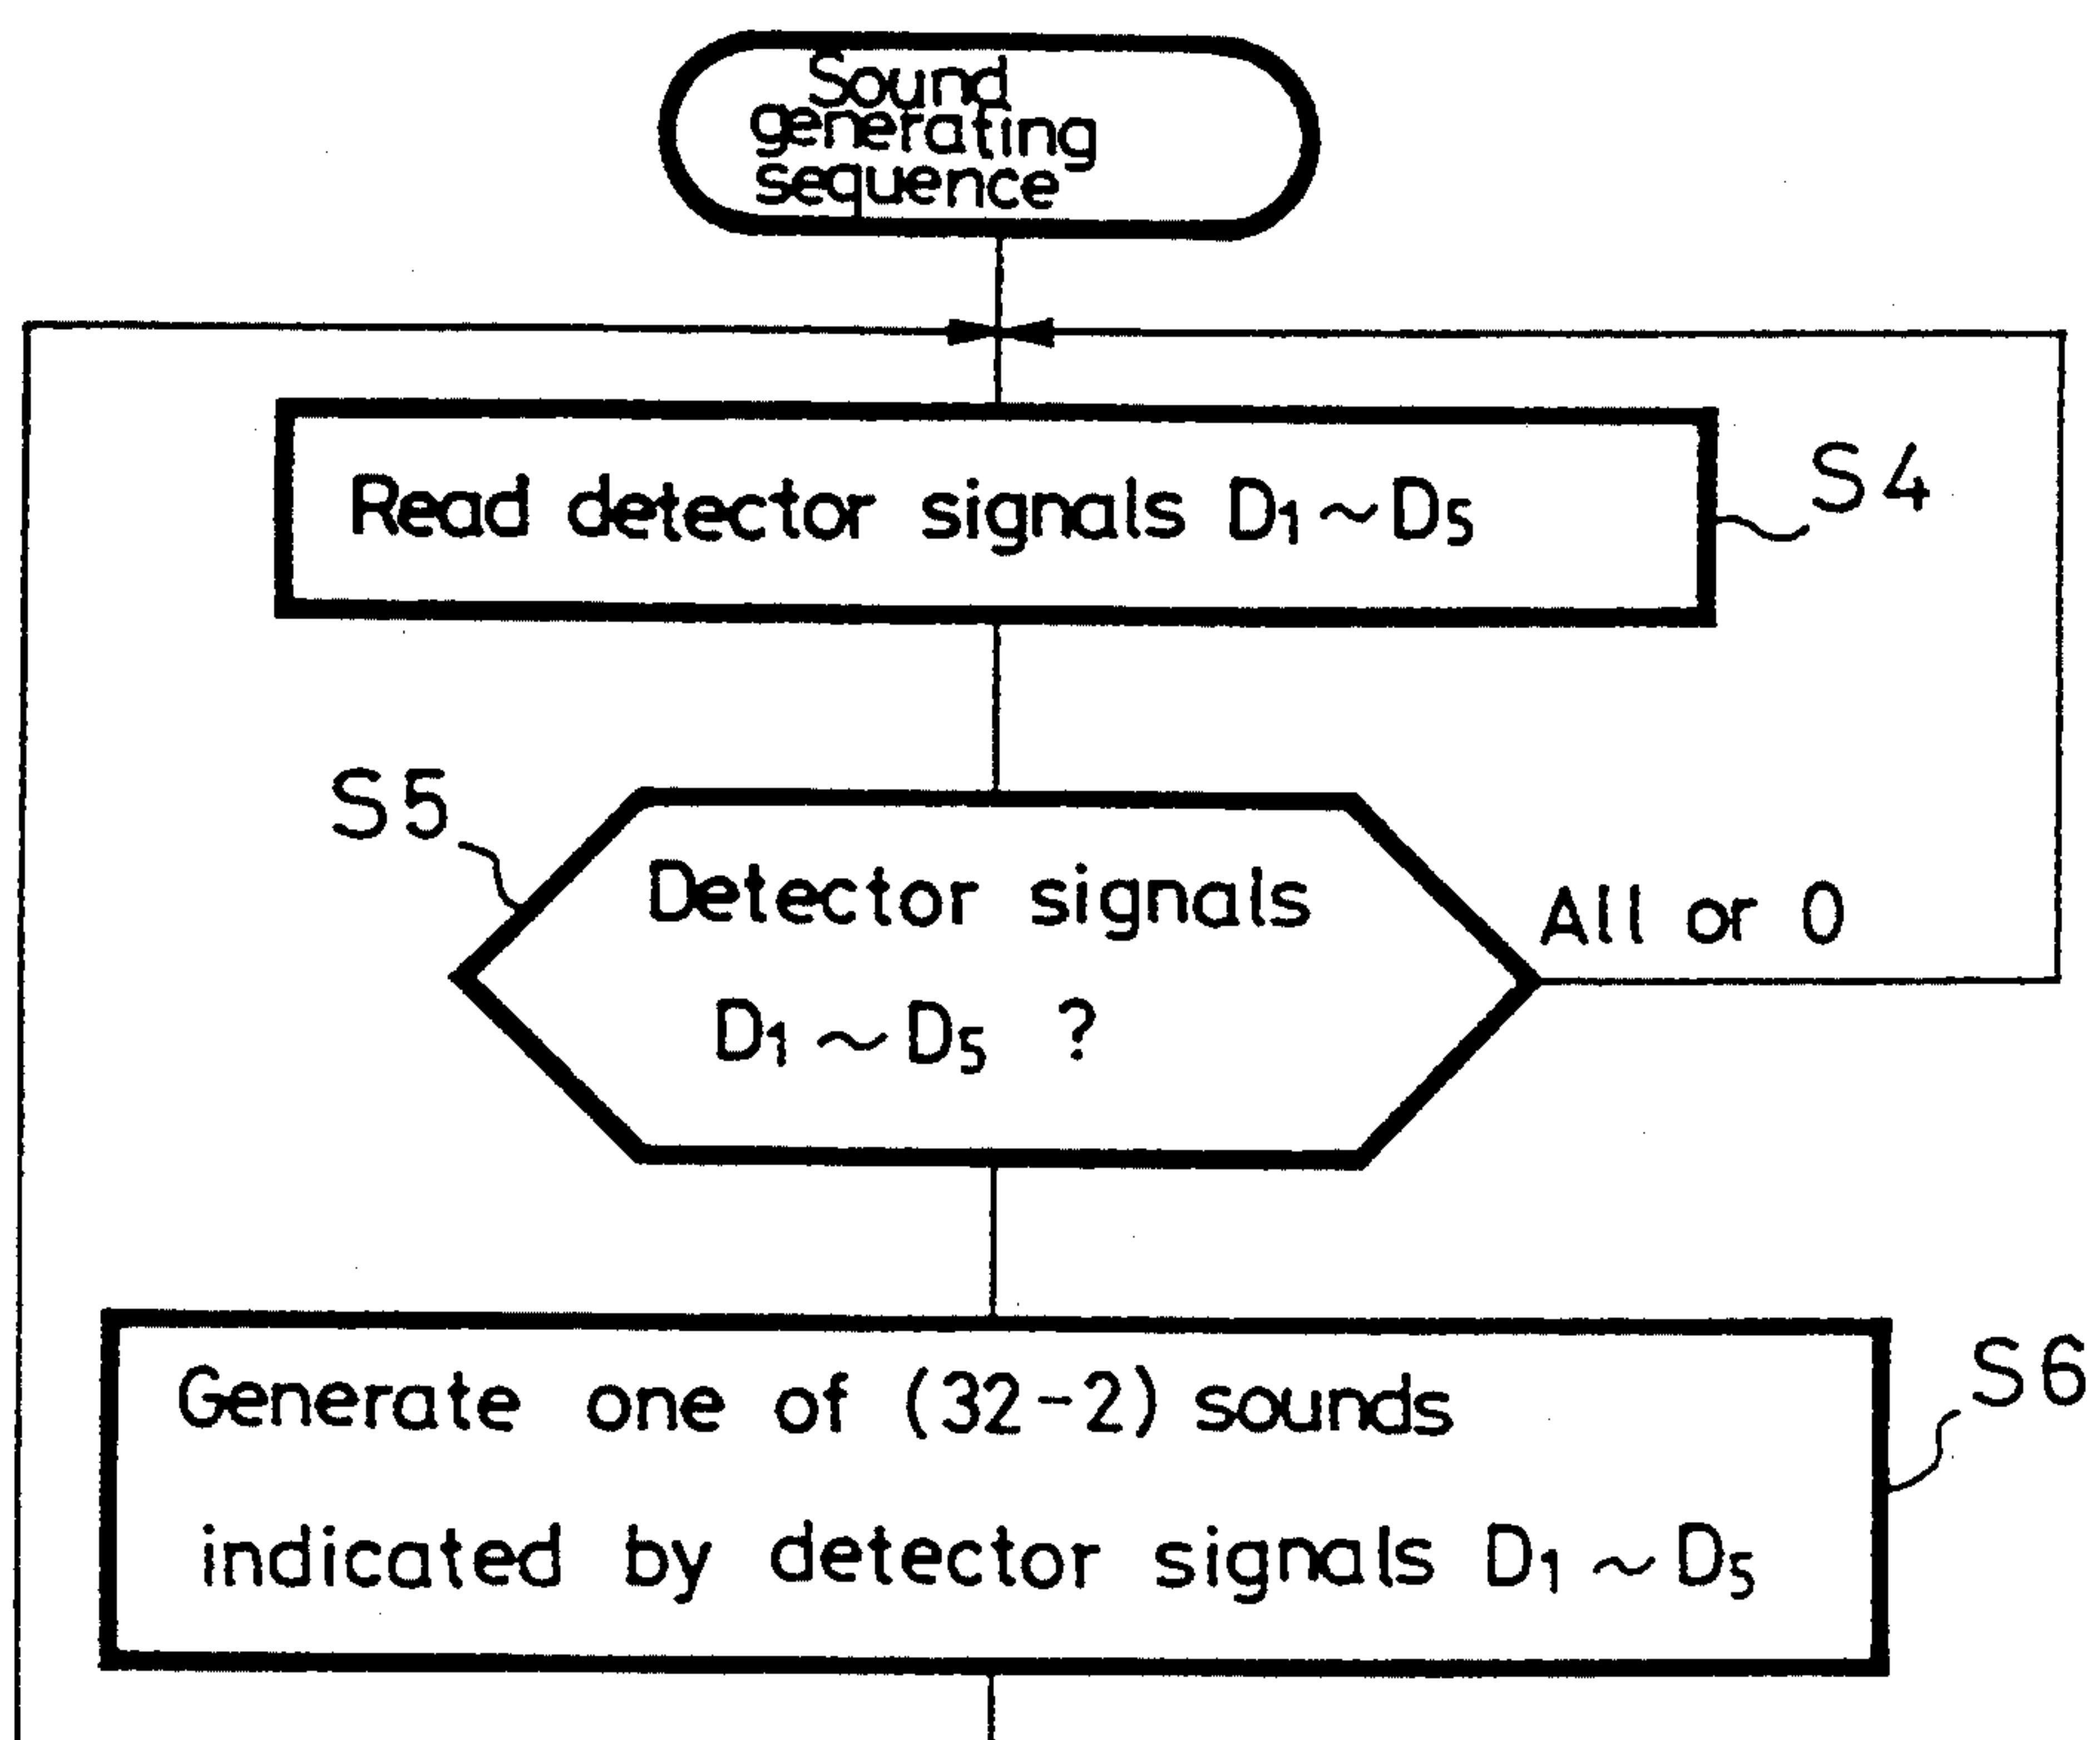 Sound
generating
sequence
Read detector signals D₁~D₅
S4
S5
Detector signals
D₁~D₅ ?
All or 0
Generate one of (32-2) sounds
indicated by detector signals D₁~D₅
S6